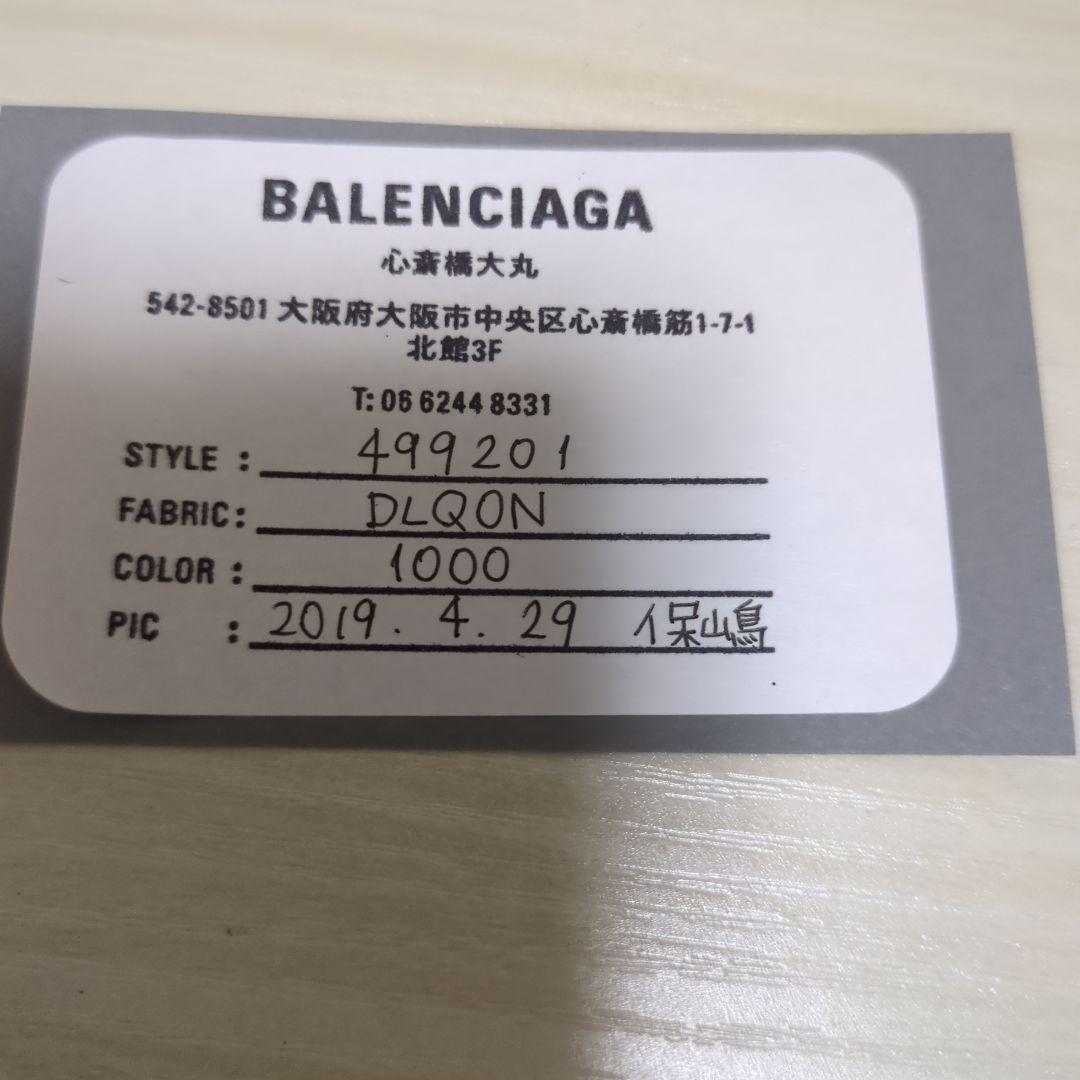 BALENCIAGA
心斎橋大丸
542-8501 大阪府大阪市中央区心斎橋筋1-7-1
北館3F
T: 06 6244 8331
STYLE : 499201
FABRIC: DLQ0N
COLOR : 1000
PIC : 2019. 4. 29 保嶋